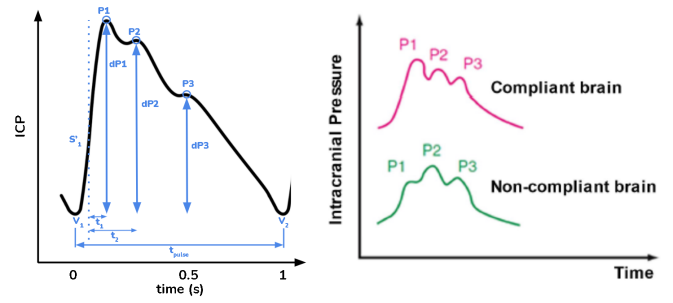 P1
P2
dP1
dP2
P3
dP3
ICP
S'1
V1
t1
t2
V2
tpulse
0
0.5
1
time (s)
Intracranial Pressure
P1
P2
P3
Compliant brain
P1
P2
P3
Non-compliant brain
Time